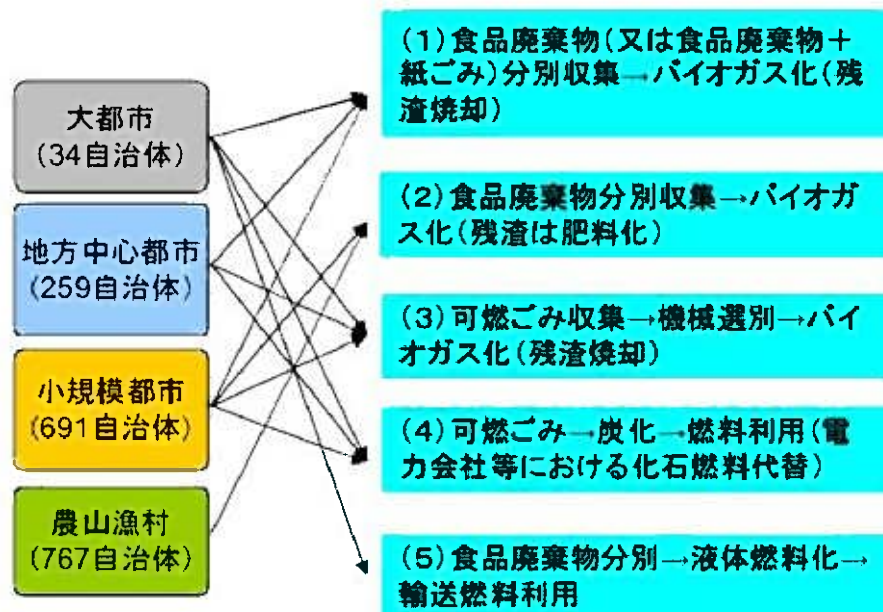 大都市
(34自治体)
地方中心都市
(259自治体)
小規模都市
(691自治体)
農山漁村
(767自治体)
(1)食品廃棄物(又は食品廃棄物＋
紙ごみ)分別収集→バイオガス化(残
渣焼却)
(2)食品廃棄物分別収集→バイオガ
ス化(残渣は肥料化)
(3)可燃ごみ収集→機械選別→バイ
オガス化(残渣焼却)
(4)可燃ごみ→炭化→燃料利用(電
力会社等における化石燃料代替)
(5)食品廃棄物分別→液体燃料化→
輸送燃料利用